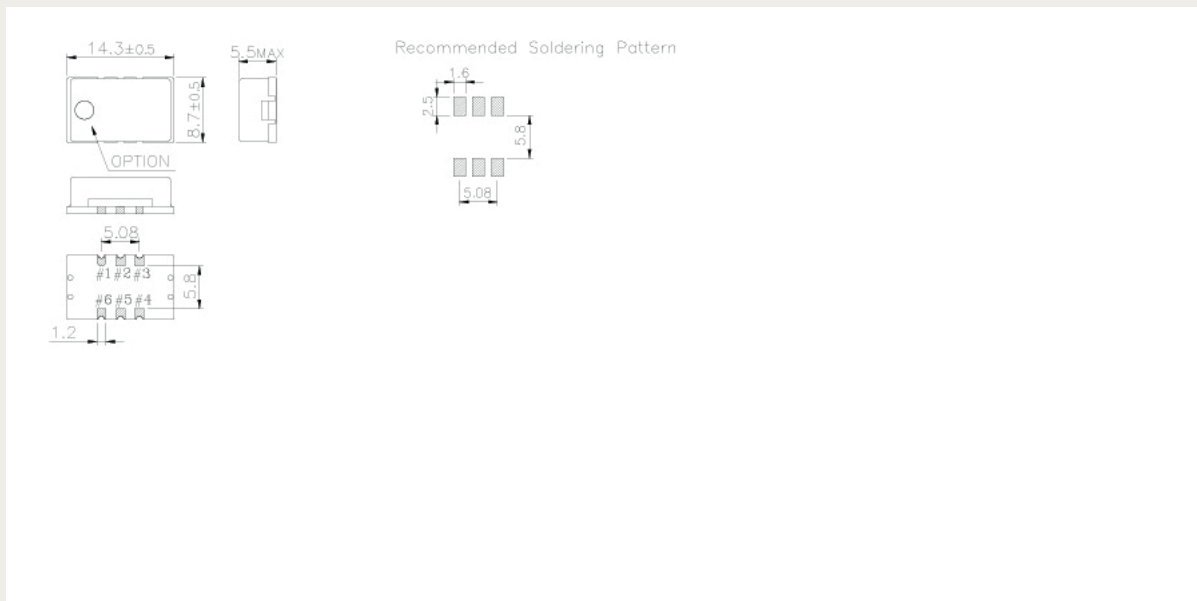 14.3±0.5
5.5MAX
8.7±0.5
OPTION
5.08
#1 #2 #3
5.8
#6 #5 #4
1.2
Recommended Soldering Pattern
1.6
2.5
5.8
5.08